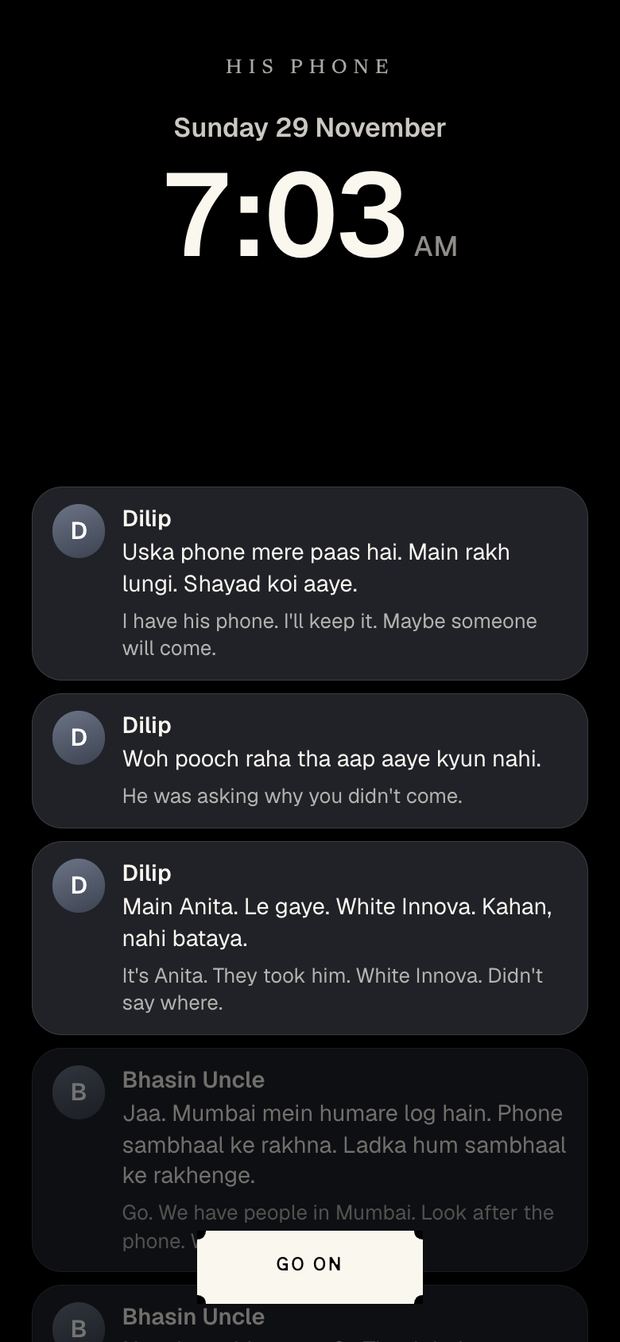 HIS PHONE
Sunday 29 November
7:03 AM
D
Dilip
Uska phone mere paas hai. Main rakh
lungi. Shayad koi aaye.
I have his phone. I'll keep it. Maybe someone
will come.
D
Dilip
Woh pooch raha tha aap aaye kyun nahi.
He was asking why you didn't come.
D
Dilip
Main Anita. Le gaye. White Innova. Kahan,
nahi bataya.
It's Anita. They took him. White Innova. Didn't
say where.
B
Bhasin Uncle
Jaa. Mumbai mein humare log hain. Phone
sambhaal ke rakhna. Ladka hum sambhaal
ke rakhenge.
Go. We have people in Mumbai. Look after the
phone.
GO ON
B
Bhasin Uncle